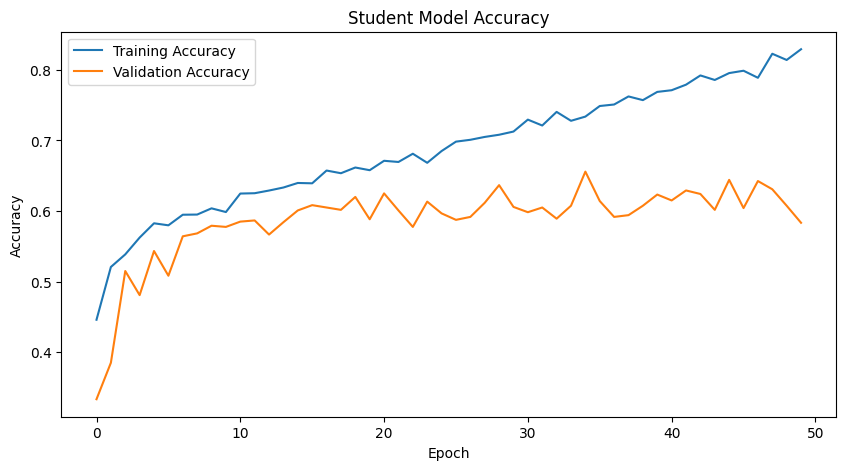 Student Model Accuracy
Training Accuracy
Validation Accuracy
Accuracy
0.8
0.7
0.6
0.5
0.4
0 10 20 30 40 50
Epoch